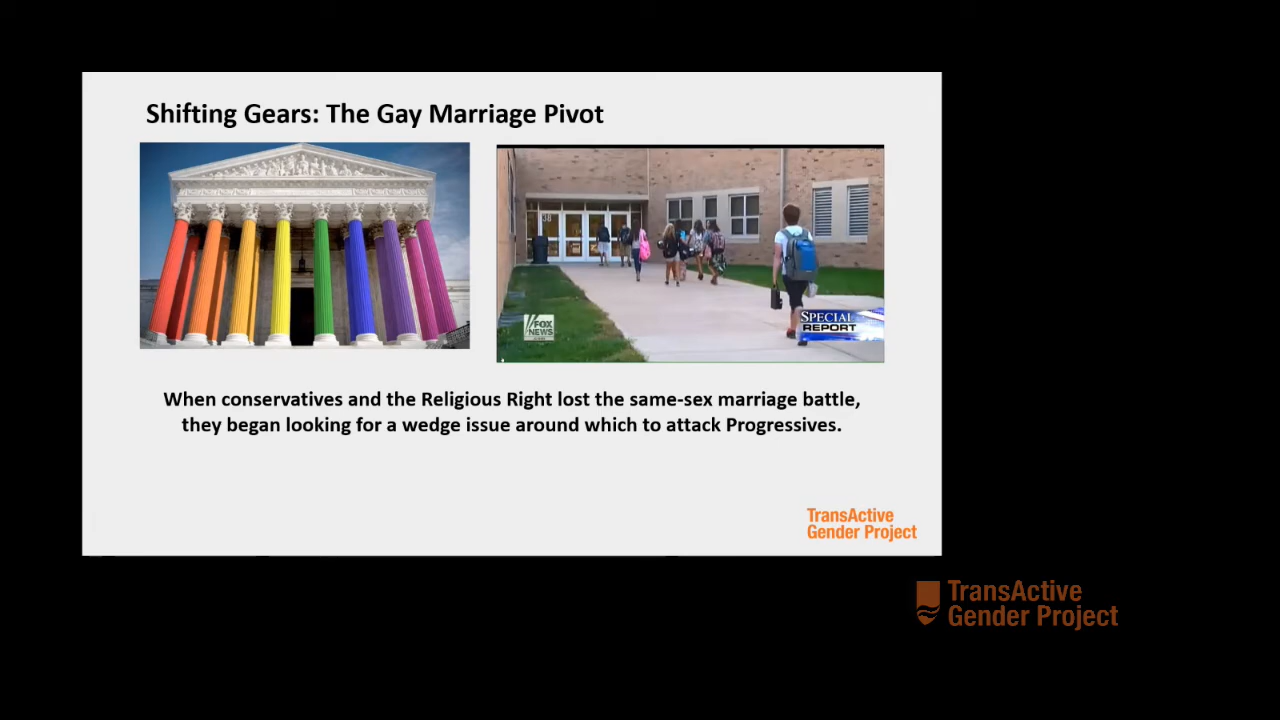 Shifting Gears: The Gay Marriage Pivot
38
FOX
NEWS
SPECIAL
REPORT
When conservatives and the Religious Right lost the same-sex marriage battle,
they began looking for a wedge issue around which to attack Progressives.
TransActive
Gender Project
TransActive
Gender Project